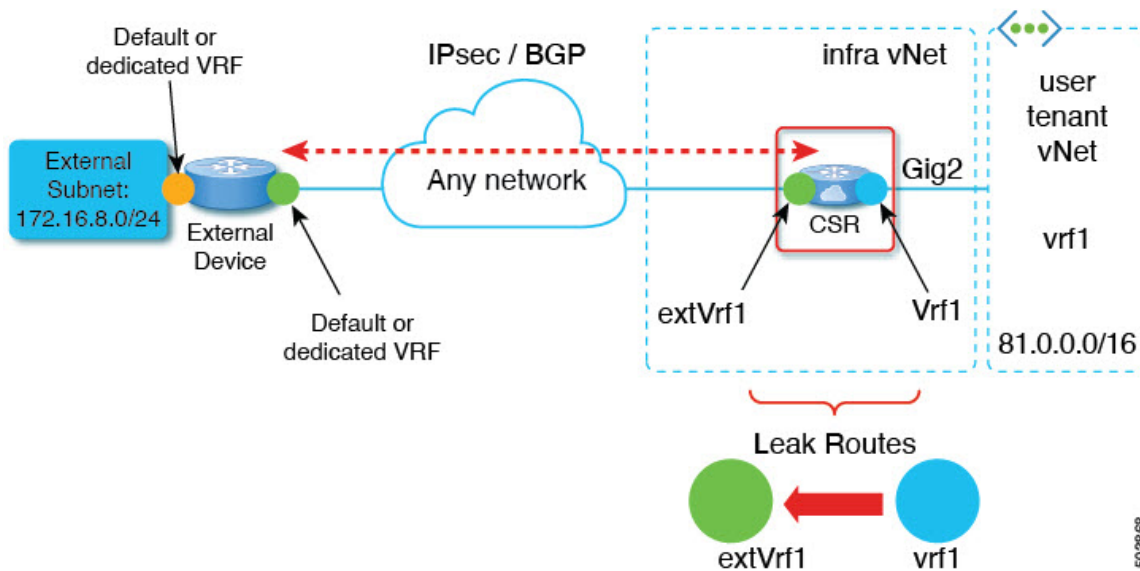 Default or
dedicated VRF
External
Subnet:
172.16.8.0/24
External
Device
Default or
dedicated VRF
IPsec / BGP
Any network
infra vNet
Gig2
CSR
extVrf1
Vrf1
user
tenant
vNet
vrf1
81.0.0.0/16
Leak Routes
extVrf1
vrf1